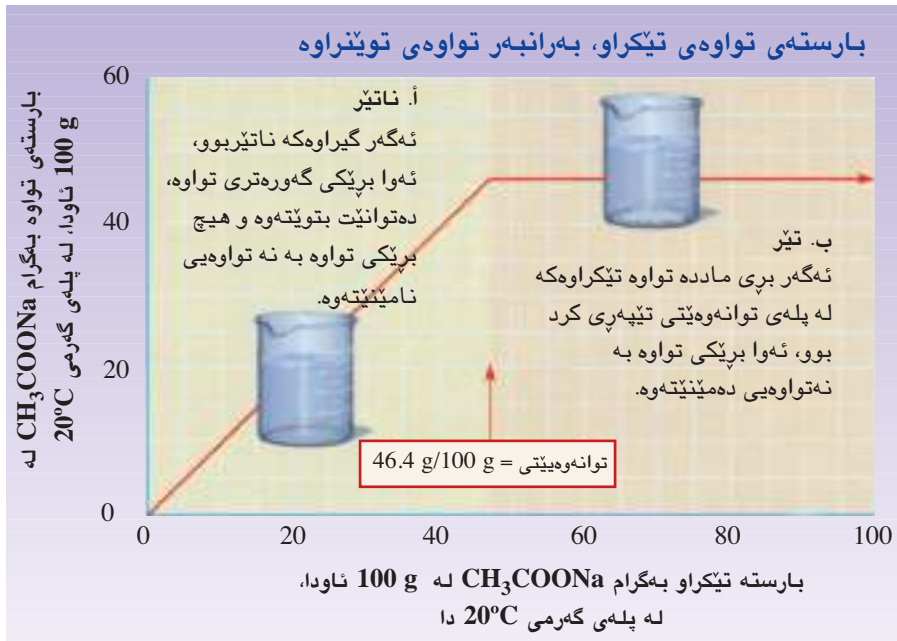 بارستەی تواوەی تێکراو، بەرانبەر تواوەی توێنراوە
بارستەی تواوە بەگرام CH₃COONa لە
100 g ئاودا، لە پلەی گەرمی 20ºC
60
40
20
0
أ. ناتێر
ئەگەر گیراوەکە ناتێربوو،
ئەوا بڕێکی گەورەتری تواوە،
دەتوانێت بتوێتەوە و هیچ
بڕێکی تواوە بە نە تواوەیی
نامێنێتەوە.
ب. تێر
ئەگەر بڕی ماددە تواوە تێکراوەکە
لە پلەی توانەوەێتی تێپەڕی کرد
بوو، ئەوا بڕێکی تواوە بە
نەتواوەیی دەمێنێتەوە.
توانەوەیێتی = 46.4 g/100 g
0 20 40 60 80 100
بارستە تێکراو بەگرام CH₃COONa لە 100 g ئاودا،
لە پلەی گەرمی 20ºC دا